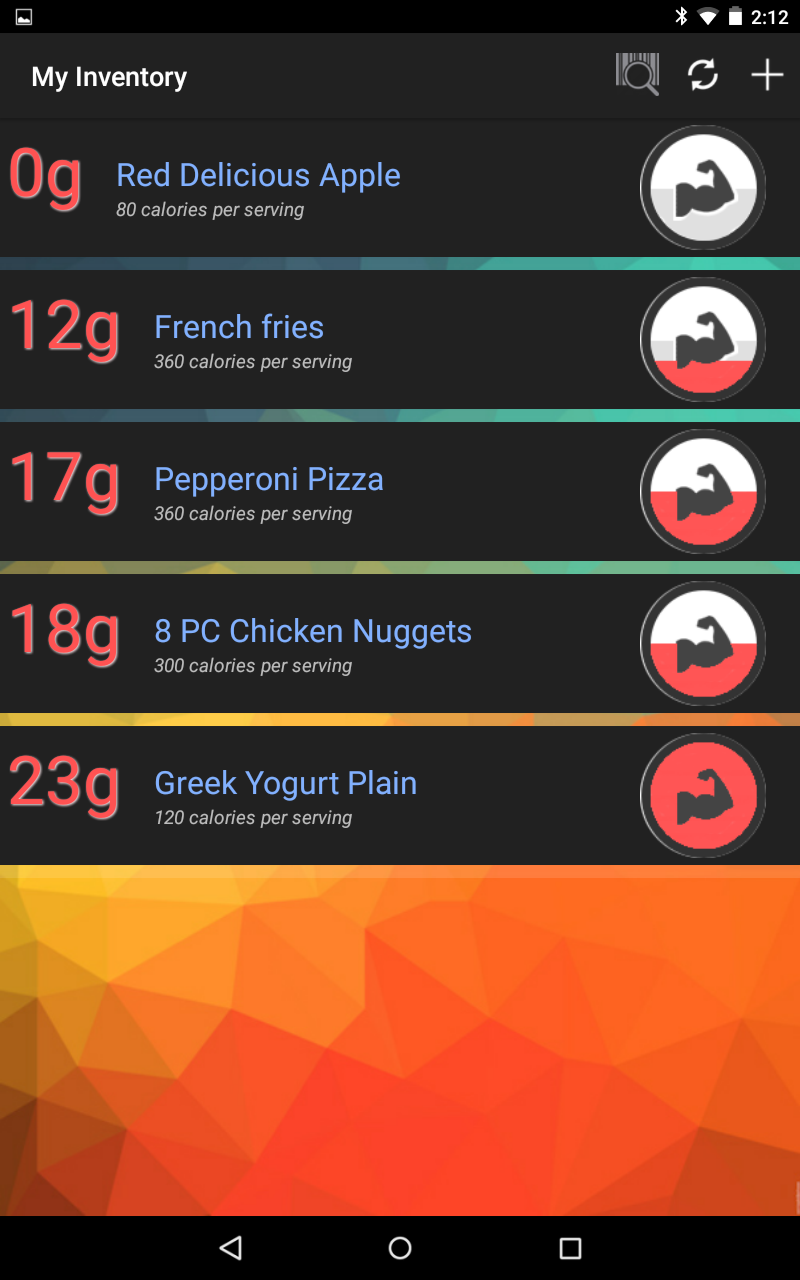 2:12
My Inventory
0g
Red Delicious Apple
80 calories per serving
12g
French fries
360 calories per serving
17g
Pepperoni Pizza
360 calories per serving
18g
8 PC Chicken Nuggets
300 calories per serving
23g
Greek Yogurt Plain
120 calories per serving